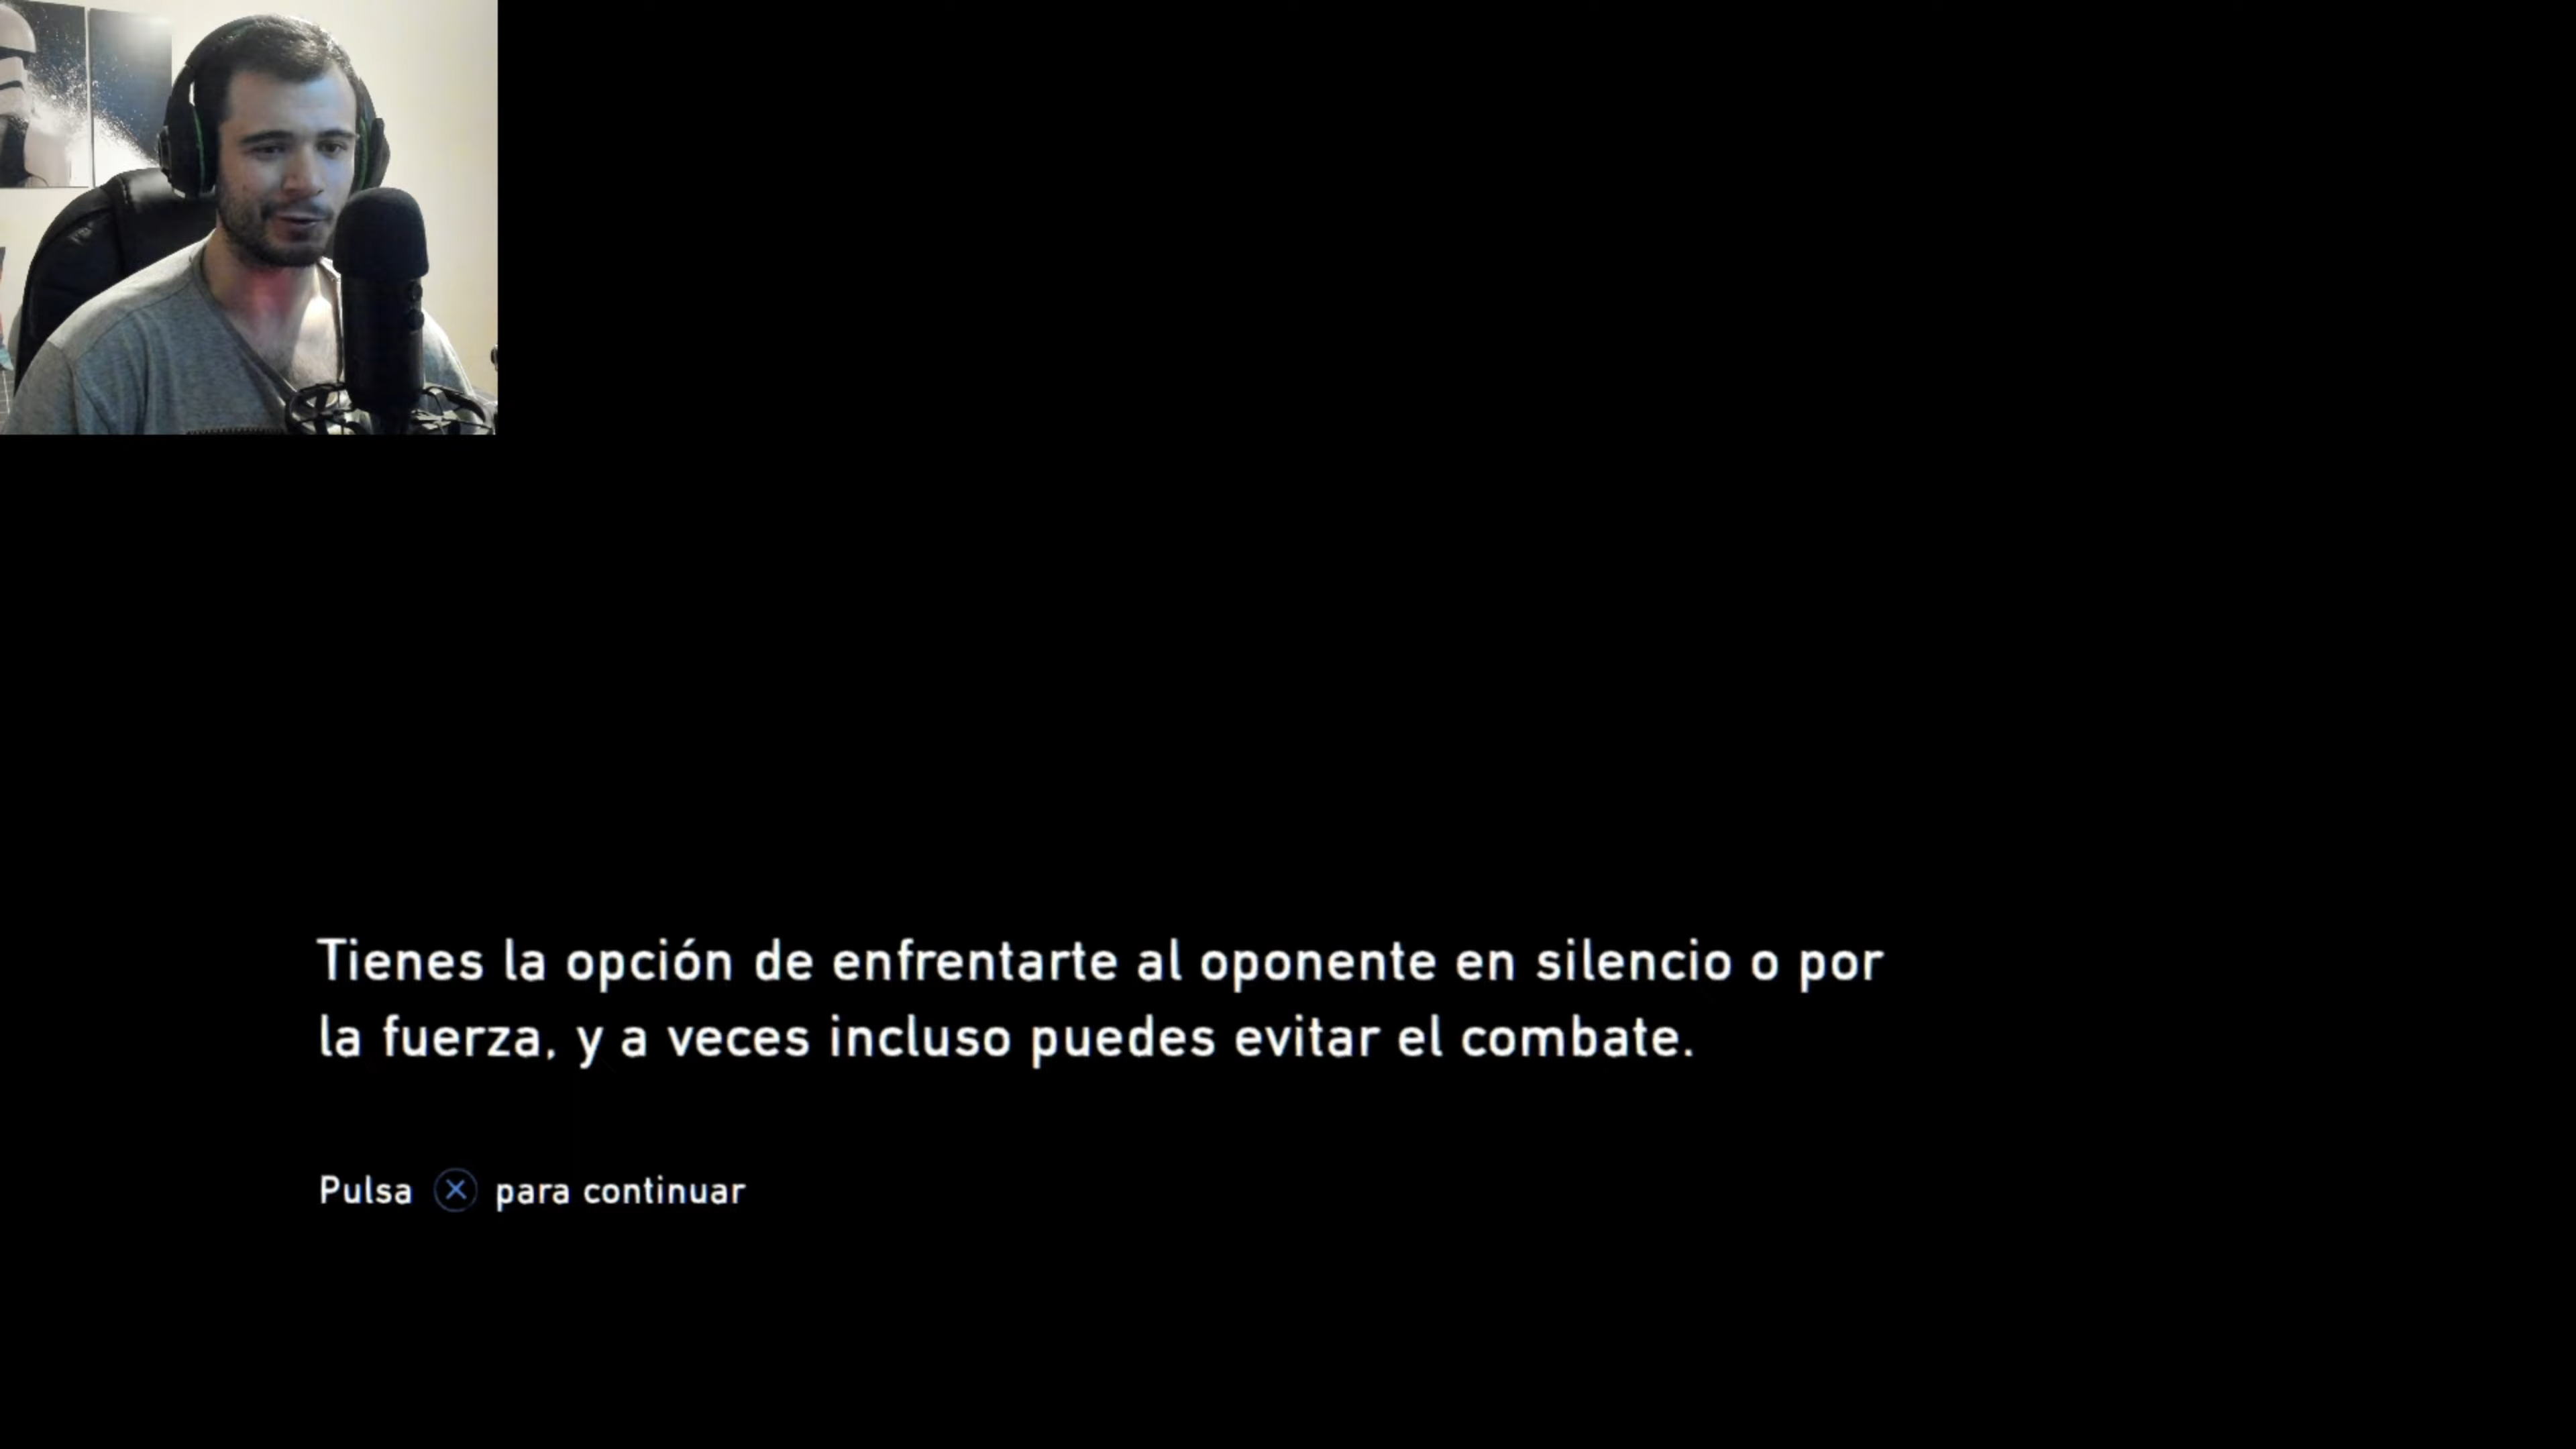 Tienes la opción de enfrentarte al oponente en silencio o por
la fuerza, y a veces incluso puedes evitar el combate.
Pulsa para continuar